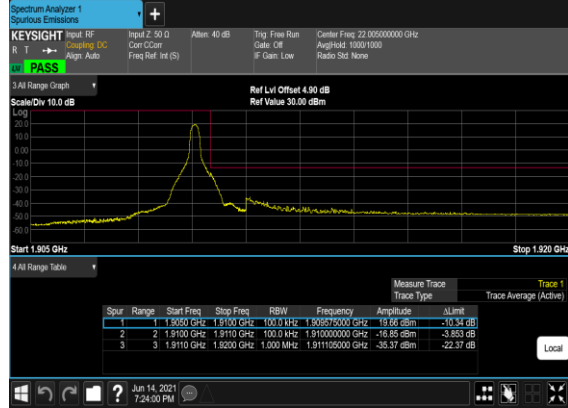 Spectrum Analyzer 1
Spurious Emissions
+
KEYSIGHT Input: RF Input Z: 50 Ω Atten: 40 dB Trig: Free Run Center Freq: 22.005000000 GHz
R T Coupling: DC Corr CCorr Gate: Off Avg|Hold: 1000/1000
Align: Auto Freq Ref: Int (S) IF Gain: Low Radio Std: None
PASS
3 All Range Graph
Ref Lvl Offset 4.90 dB
Scale/Div 10.0 dB Ref Value 30.00 dBm
Log
20.0
10.0
0.00
-10.0
-20.0
-30.0
-40.0
-50.0
-60.0
Start 1.905 GHz Stop 1.920 GHz
4 All Range Table
Measure Trace Trace 1
Trace Type Trace Average (Active)
Spur Range Start Freq Stop Freq RBW Frequency Amplitude ΔLimit
1 1 1.9050 GHz 1.9100 GHz 100.0 kHz 1.909575000 GHz 19.66 dBm -10.34 dB
2 2 1.9100 GHz 1.9110 GHz 100.0 kHz 1.910000000 GHz -16.85 dBm -3.853 dB
3 3 1.9110 GHz 1.9200 GHz 1.000 MHz 1.911105000 GHz -35.37 dBm -22.37 dB
Local
? Jun 14, 2021
7:24:00 PM